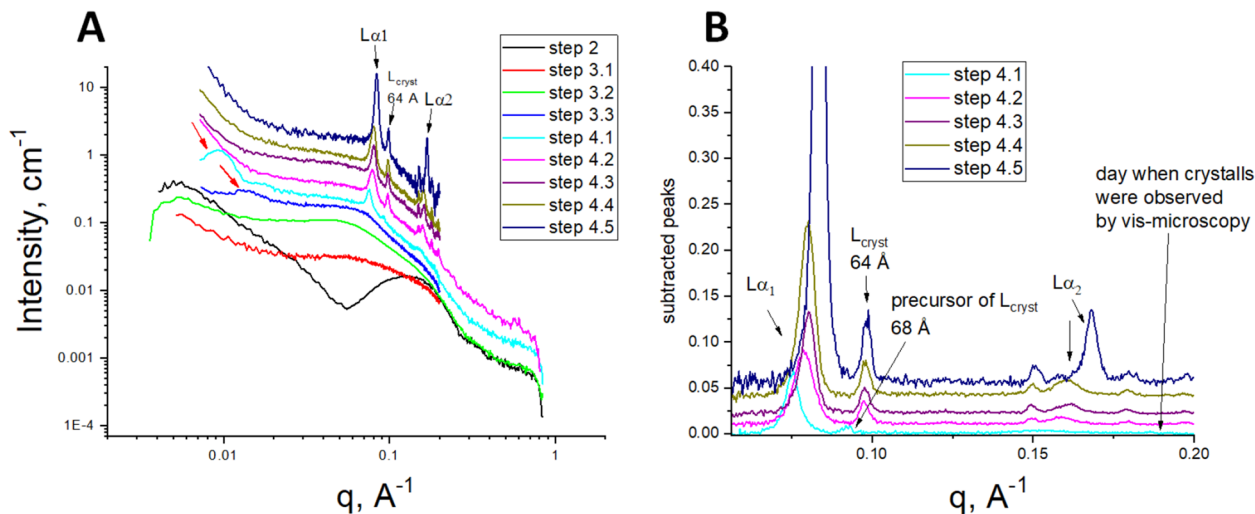 A
Lα1
L cryst
64 A
Lα2
step 2
step 3.1
step 3.2
step 3.3
step 4.1
step 4.2
step 4.3
step 4.4
step 4.5
10
1
0.1
0.01
0.001
1E-4
Intensity, cm-1
0.01
0.1
1
q, A-1
B
0.40
0.35
0.30
0.25
0.20
0.15
0.10
0.05
0.00
subtracted peaks
step 4.1
step 4.2
step 4.3
step 4.4
step 4.5
day when crystalls
were observed
by vis-microscopy
Lcryst
64 Å
Lα1
precursor of Lcryst
68 Å
Lα2
0.10
0.15
0.20
q, A-1